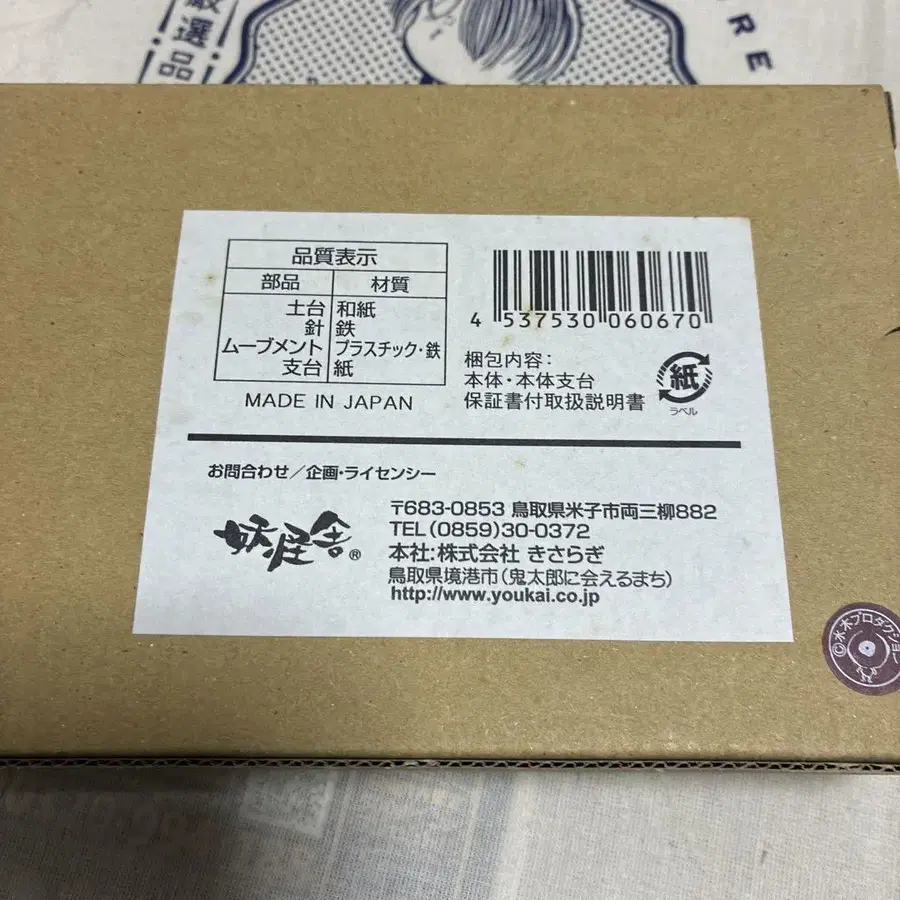 厳選品
RE
品質表示
部品 材質
土台 和紙
針 鉄
ムーブメント プラスチック・鉄
支台 紙
MADE IN JAPAN
4 537530 060670
梱包内容:
本体・本体支台
保証書付取扱説明書
紙
ラベル
お問合わせ/企画・ライセンシー
妖怪舎®
〒683-0853 鳥取県米子市両三柳882
TEL(0859)30-0372
本社:株式会社 きさらぎ
鳥取県境港市(鬼太郎に会えるまち)
http://www.youkai.co.jp
©水木プロダクション